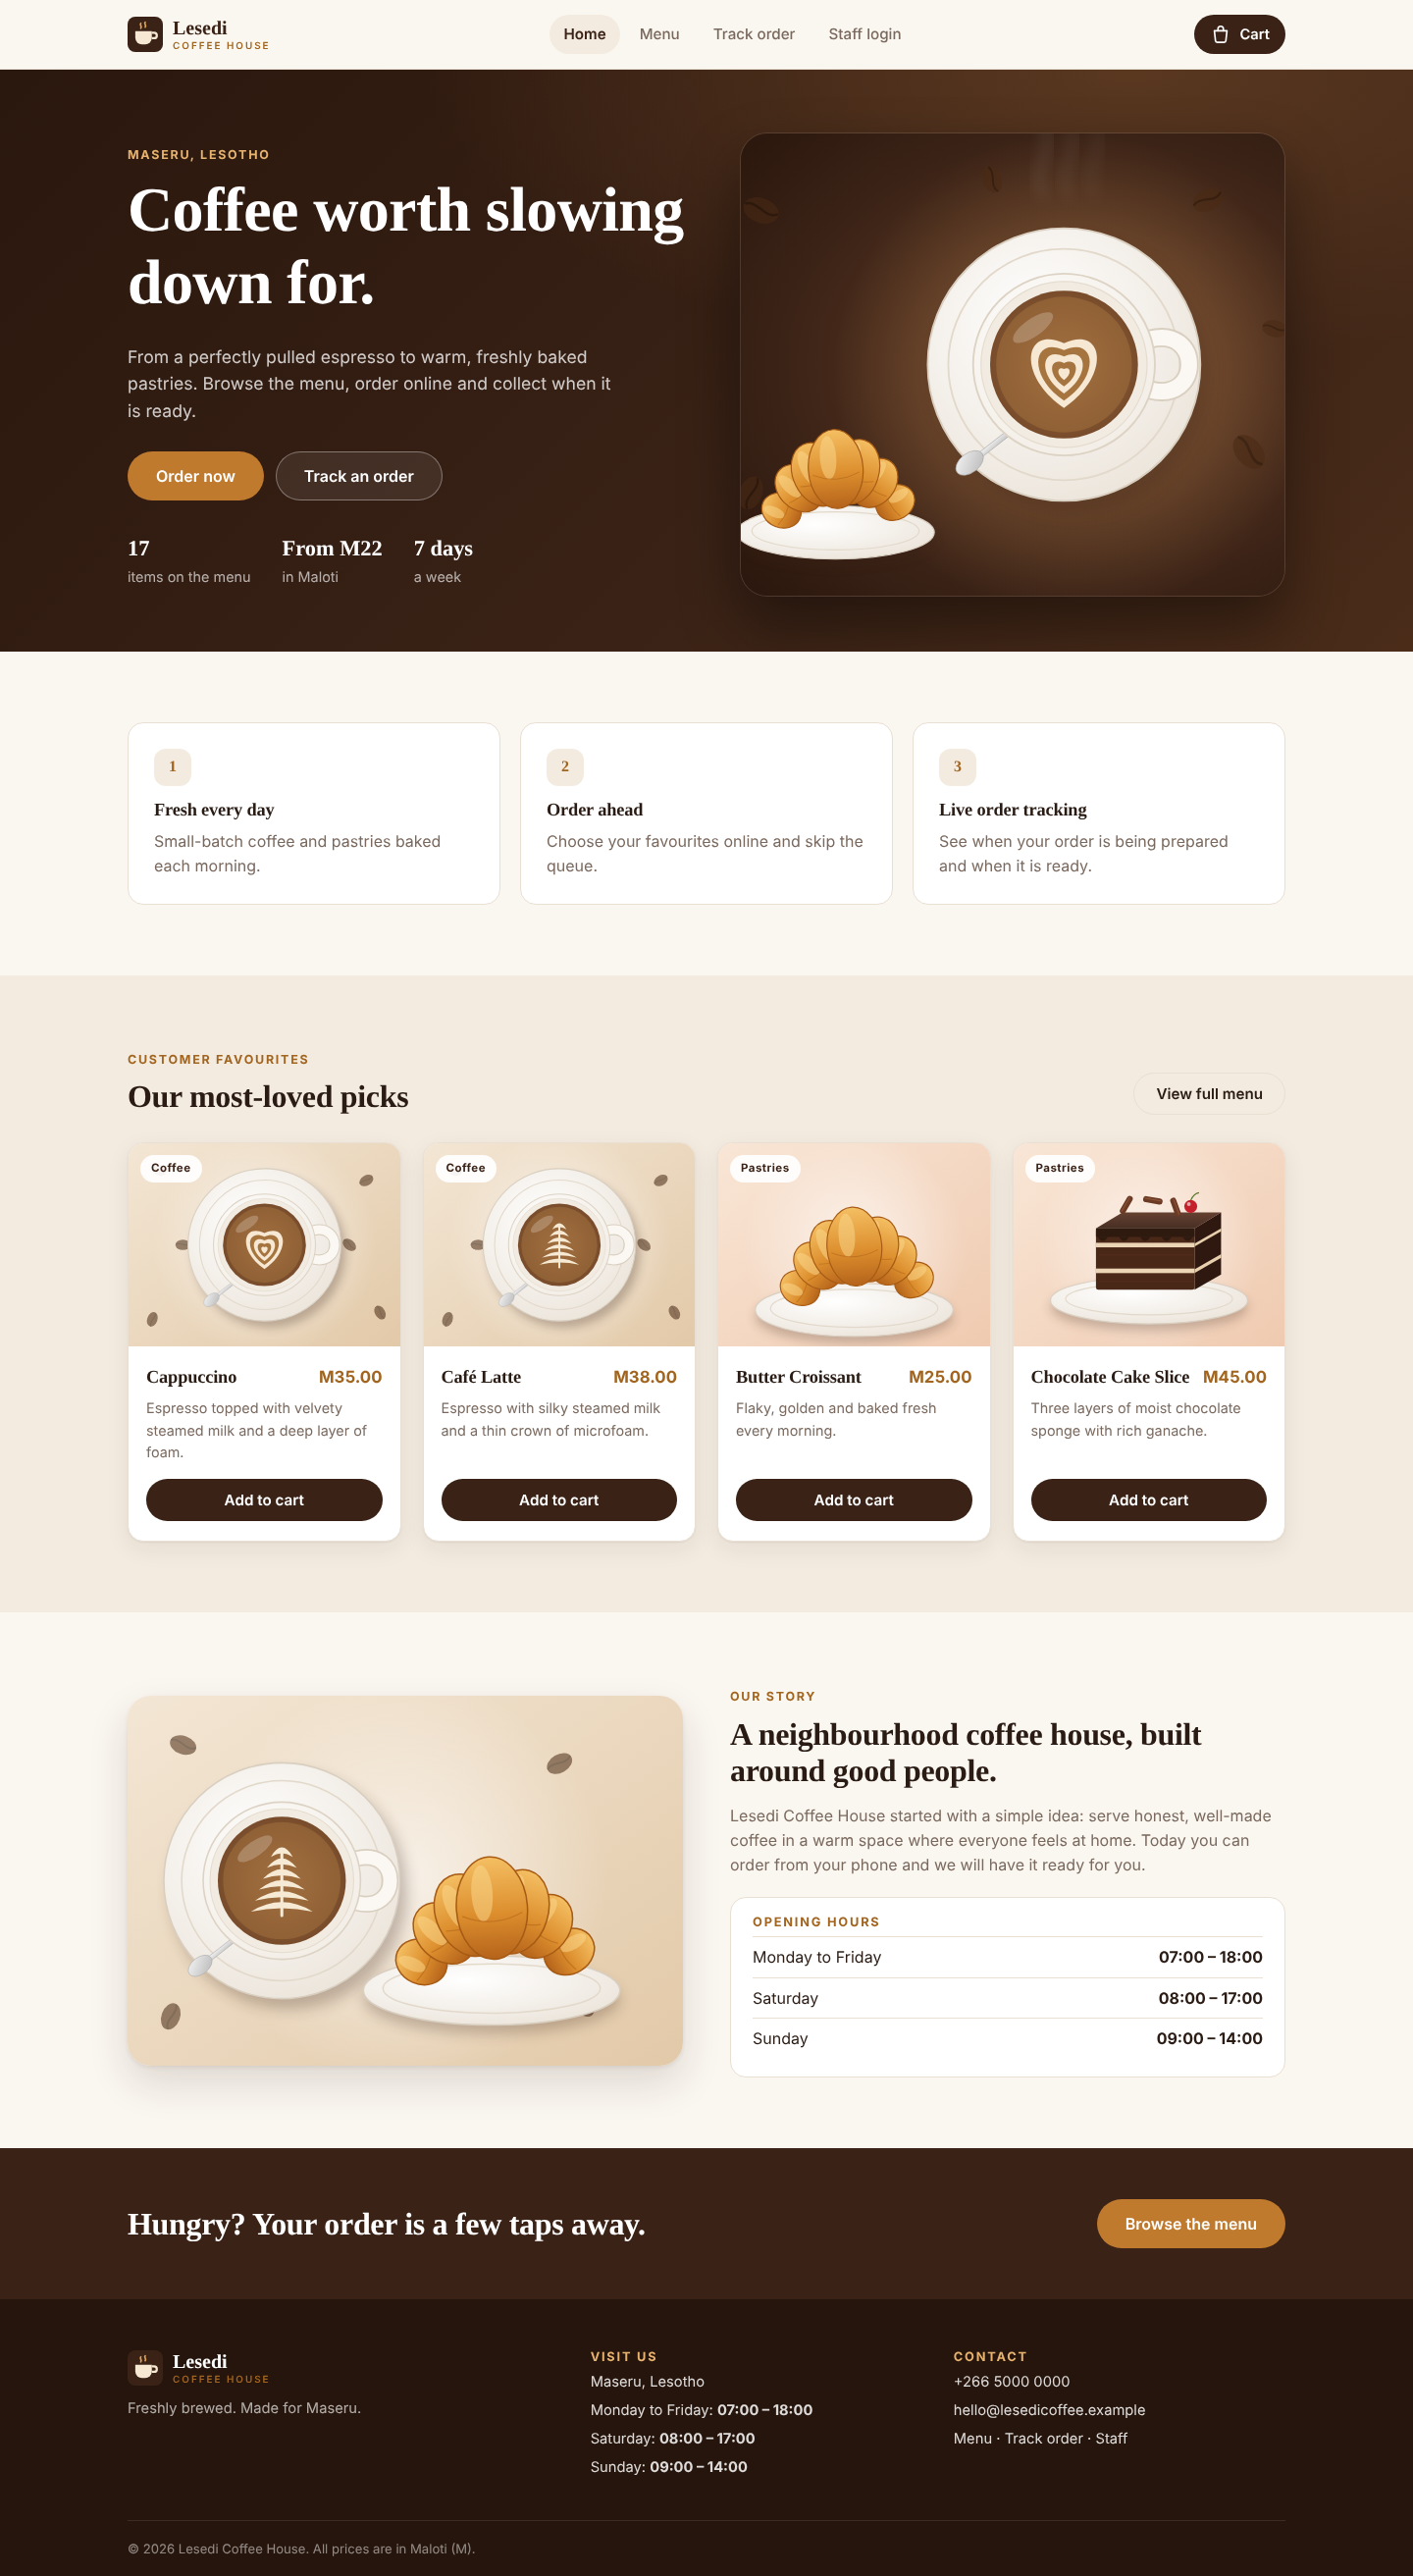 Lesedi
COFFEE HOUSE
Home
Menu
Track order
Staff login
Cart
MASERU, LESOTHO
Coffee worth slowing
down for.
From a perfectly pulled espresso to warm, freshly baked
pastries. Browse the menu, order online and collect when it
is ready.
Order now
Track an order
17
items on the menu
From M22
in Maloti
7 days
a week
1
Fresh every day
Small-batch coffee and pastries baked
each morning.
2
Order ahead
Choose your favourites online and skip the
queue.
3
Live order tracking
See when your order is being prepared
and when it is ready.
CUSTOMER FAVOURITES
Our most-loved picks
View full menu
Coffee
Cappuccino M35.00
Espresso topped with velvety
steamed milk and a deep layer of
foam.
Add to cart
Coffee
Café Latte M38.00
Espresso with silky steamed milk
and a thin crown of microfoam.
Add to cart
Pastries
Butter Croissant M25.00
Flaky, golden and baked fresh
every morning.
Add to cart
Pastries
Chocolate Cake Slice M45.00
Three layers of moist chocolate
sponge with rich ganache.
Add to cart
OUR STORY
A neighbourhood coffee house, built
around good people.
Lesedi Coffee House started with a simple idea: serve honest, well-made
coffee in a warm space where everyone feels at home. Today you can
order from your phone and we will have it ready for you.
OPENING HOURS
Monday to Friday 07:00 – 18:00
Saturday 08:00 – 17:00
Sunday 09:00 – 14:00
Hungry? Your order is a few taps away.
Browse the menu
Lesedi
COFFEE HOUSE
Freshly brewed. Made for Maseru.
VISIT US
Maseru, Lesotho
Monday to Friday: 07:00 – 18:00
Saturday: 08:00 – 17:00
Sunday: 09:00 – 14:00
CONTACT
+266 5000 0000
hello@lesedicoffee.example
Menu · Track order · Staff
© 2026 Lesedi Coffee House. All prices are in Maloti (M).